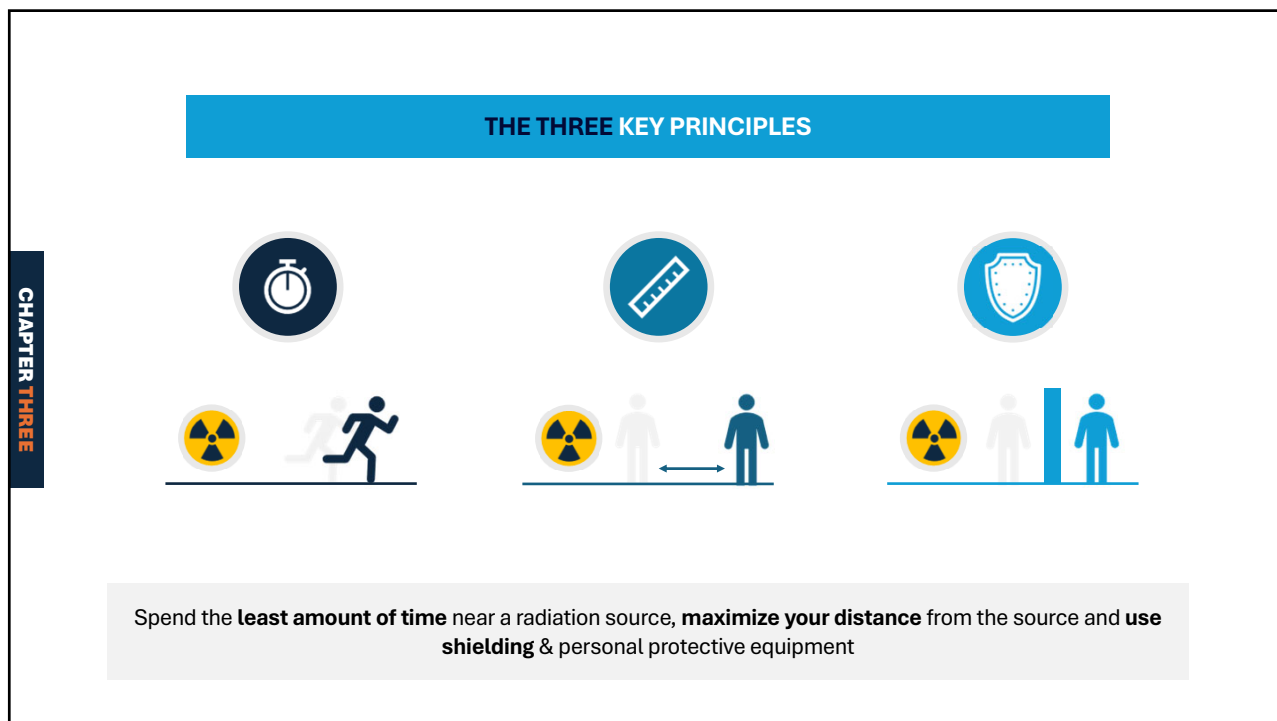 THE THREE KEY PRINCIPLES
CHAPTER THREE
Spend the least amount of time near a radiation source, maximize your distance from the source and use
shielding & personal protective equipment